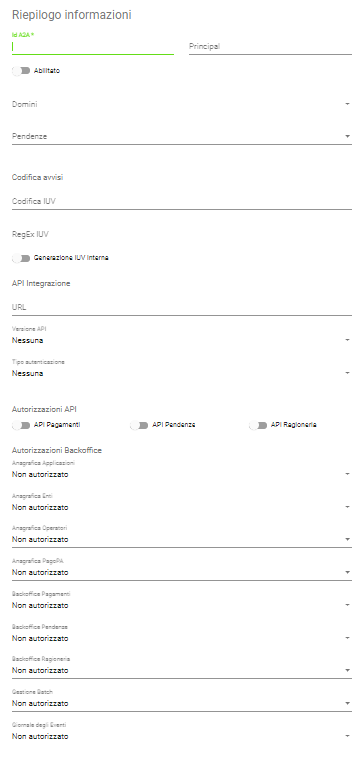 Riepilogo informazioni
Id A2A *
Principal
Abilitato
Domini
Pendenze
Codifica avvisi
Codifica IUV
RegEx IUV
Generazione IUV interna
API Integrazione
URL
Versione API
Nessuna
Tipo autenticazione
Nessuna
Autorizzazioni API
API Pagamenti API Pendenze API Ragioneria
Autorizzazioni Backoffice
Anagrafica Applicazioni
Non autorizzato
Anagrafica Enti
Non autorizzato
Anagrafica Operatori
Non autorizzato
Anagrafica PagoPA
Non autorizzato
Backoffice Pagamenti
Non autorizzato
Backoffice Pendenze
Non autorizzato
Backoffice Ragioneria
Non autorizzato
Gestione Batch
Non autorizzato
Giornale degli Eventi
Non autorizzato